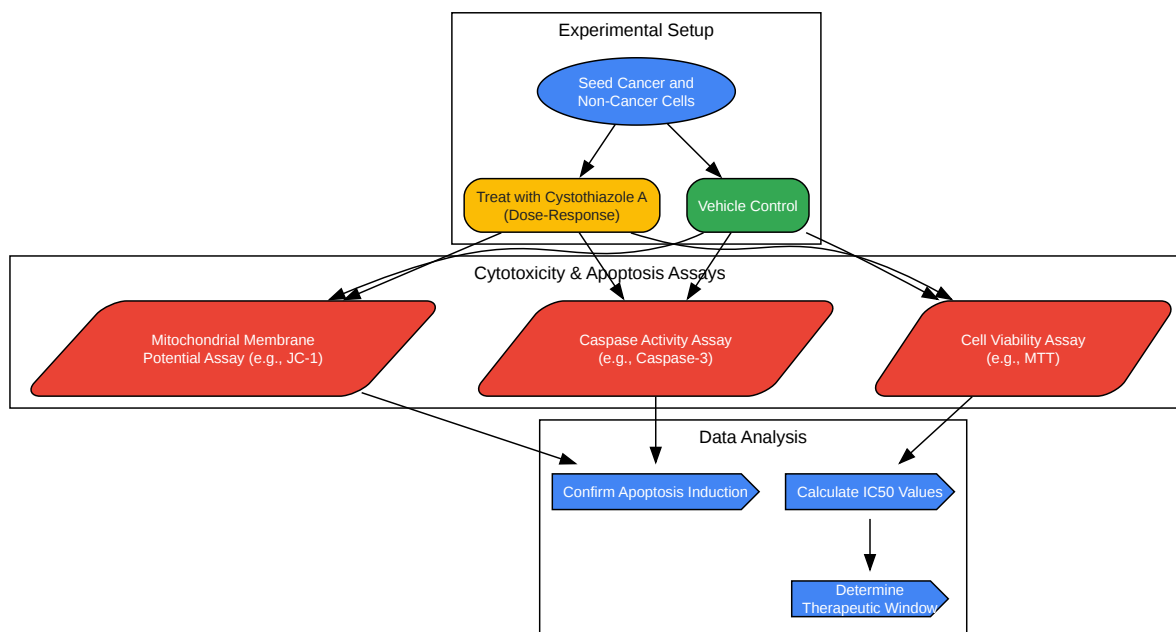 Experimental Setup
Seed Cancer and
Non-Cancer Cells
Treat with Cystothiazole A
(Dose-Response)
Vehicle Control
Cytotoxicity & Apoptosis Assays
Mitochondrial Membrane
Potential Assay (e.g., JC-1)
Caspase Activity Assay
(e.g., Caspase-3)
Cell Viability Assay
(e.g., MTT)
Data Analysis
Confirm Apoptosis Induction
Calculate IC50 Values
Determine
Therapeutic Window